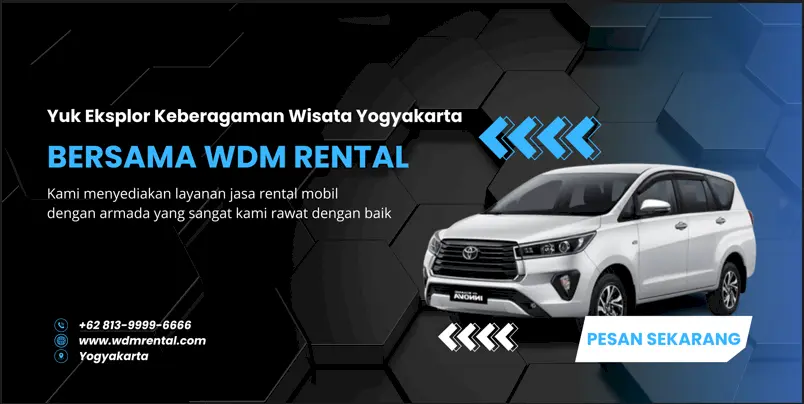 Yuk Eksplor Keberagaman Wisata Yogyakarta
BERSAMA WDM RENTAL
Kami menyediakan layanan jasa rental mobil
dengan armada yang sangat kami rawat dengan baik
INNOVA
+62 813-9999-6666
www.wdmrental.com
Yogyakarta
PESAN SEKARANG